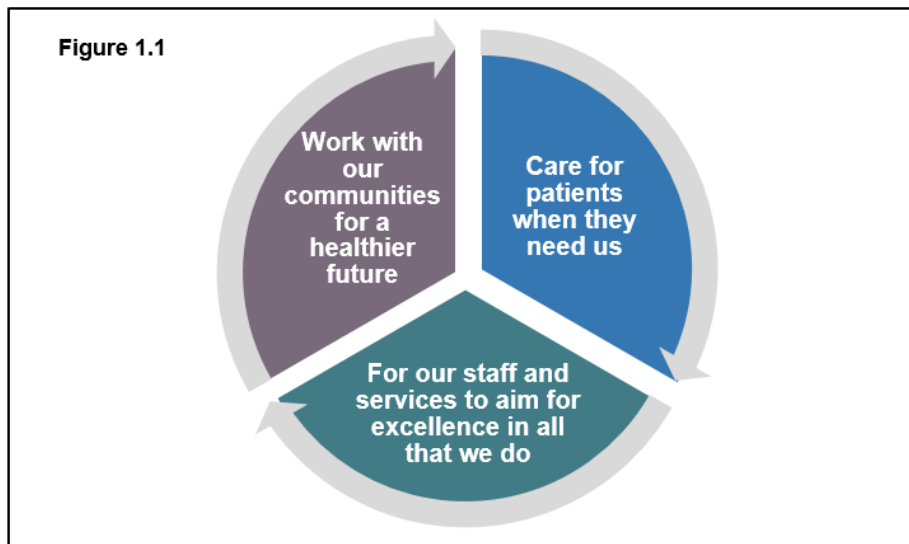 Figure 1.1
Work with
our
communities
for a
healthier
future
Care for
patients
when they
need us
For our staff and
services to aim for
excellence in all
that we do